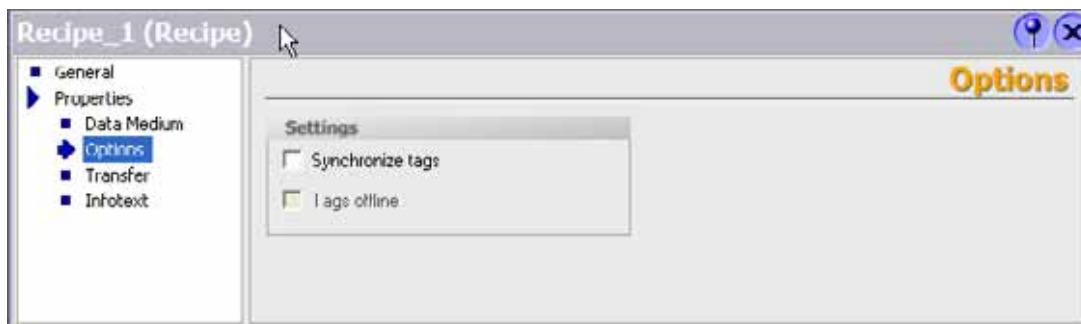 Recipe_1 (Recipe)
General
Properties
Data Medium
Options
Transfer
Infotext
Options
Settings
Synchronize tags
Tags offline